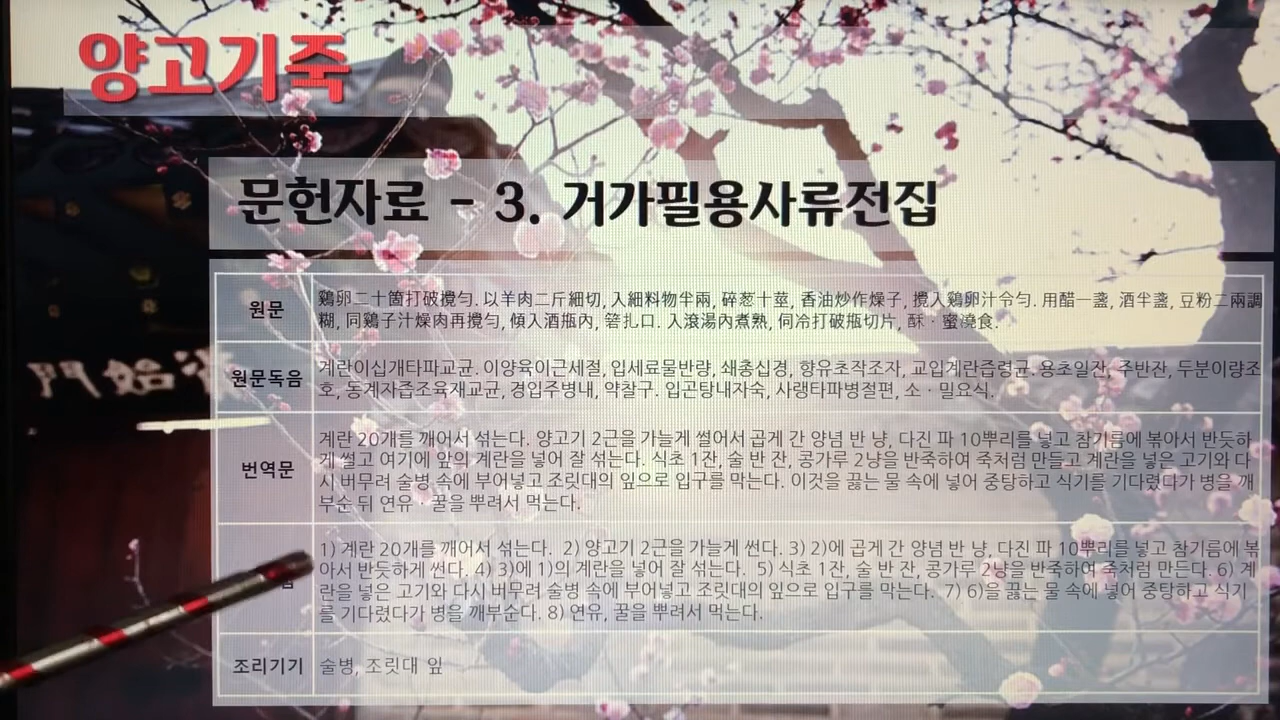 양고기죽
문헌자료 - 3. 거가필용사류전집
원문
鷄卵二十箇打破攪勻. 以羊肉二斤細切, 入細料物半兩, 碎葱十莖, 香油炒作燥子, 攪入鷄卵汁令勻. 用醋一盞, 酒半盞, 豆粉二兩調
糊, 同鷄子汁燥肉再攪勻, 傾入酒甁內, 箬扎口. 入滾湯內煮熟, 伺冷打破甁切片, 酥 · 蜜澆食.
원문독음
계란이십개타파교균. 이양육이근세절, 입세료물반량, 쇄총십경, 향유초작조자, 교입계란즙령균. 용초일잔, 주반잔, 두분이량조
호, 동계자즙조육재교균, 경입주병내, 약찰구. 입곤탕내자숙, 사랭타파병절편, 소 · 밀요식.
번역문
계란 20개를 깨어서 섞는다. 양고기 2근을 가늘게 썰어서 곱게 간 양념 반 냥, 다진 파 10뿌리를 넣고 참기름에 볶아서 반듯하
게 썰고 여기에 앞의 계란을 넣어 잘 섞는다. 식초 1잔, 술 반 잔, 콩가루 2냥을 반죽하여 죽처럼 만들고 계란을 넣은 고기와 다
시 버무려 술병 속에 부어넣고 조릿대의 잎으로 입구를 막는다. 이것을 끓는 물 속에 넣어 중탕하고 식기를 기다렸다가 병을 깨
부순 뒤 연유 · 꿀을 뿌려서 먹는다.
1) 계란 20개를 깨어서 섞는다. 2) 양고기 2근을 가늘게 썬다. 3) 2)에 곱게 간 양념 반 냥, 다진 파 10뿌리를 넣고 참기름에 볶
아서 반듯하게 썬다. 4) 3)에 1)의 계란을 넣어 잘 섞는다. 5) 식초 1잔, 술 반 잔, 콩가루 2냥을 반죽하여 죽처럼 만든다. 6) 계
란을 넣은 고기와 다시 버무려 술병 속에 부어넣고 조릿대의 잎으로 입구를 막는다. 7) 6)을 끓는 물 속에 넣어 중탕하고 식기
를 기다렸다가 병을 깨부순다. 8) 연유, 꿀을 뿌려서 먹는다.
조리기기
술병, 조릿대 잎
門始